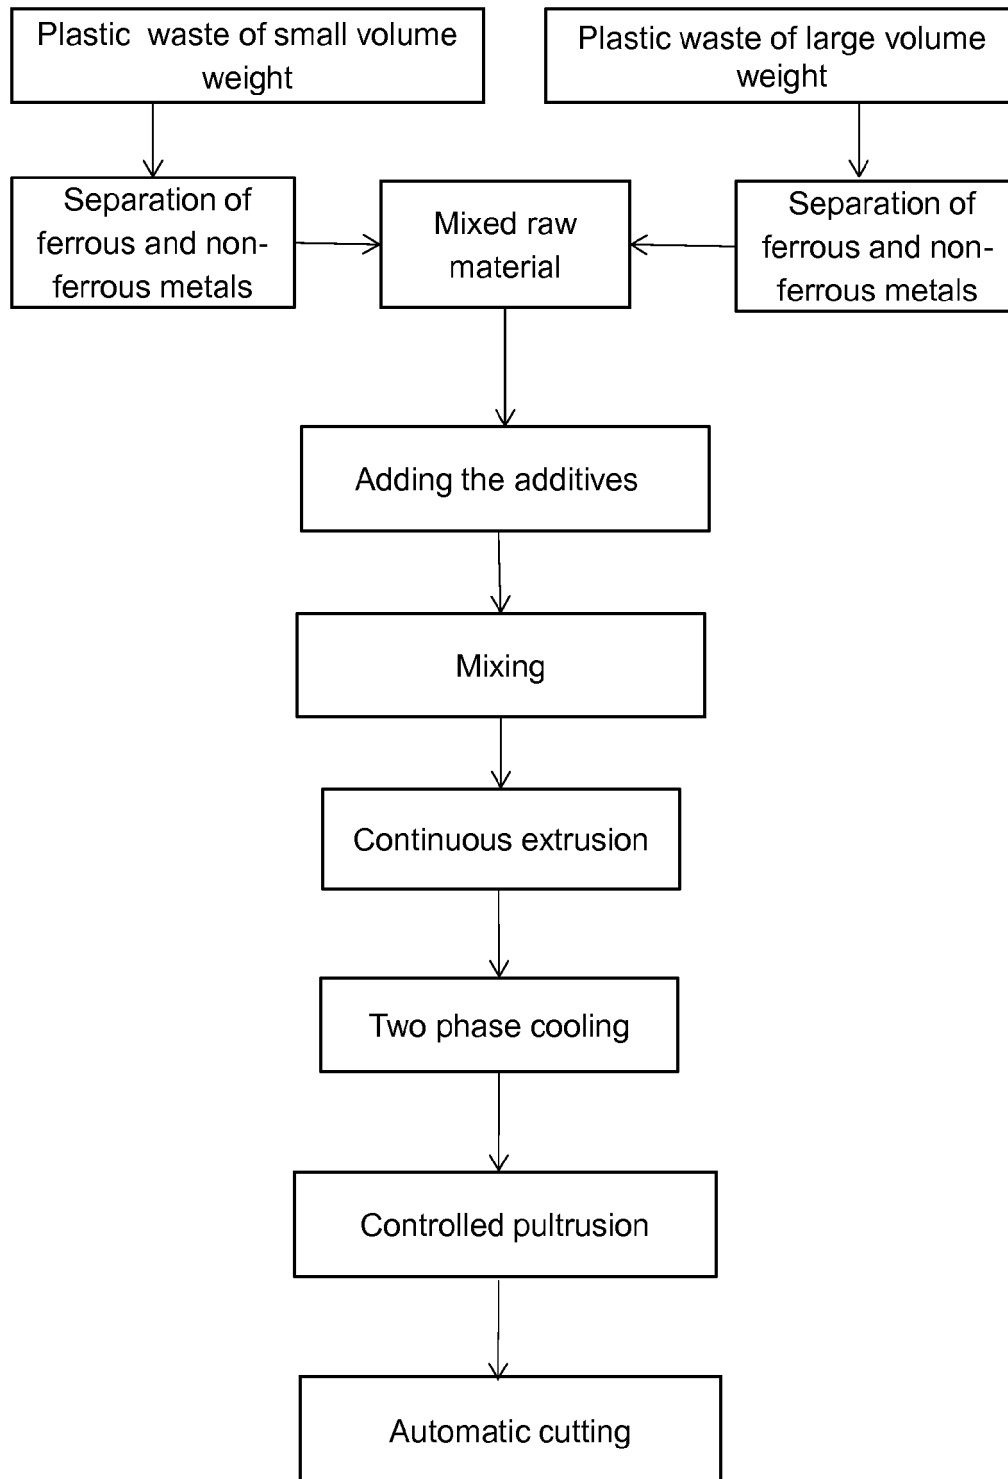 Plastic waste of small volume
weight
Plastic waste of large volume
weight
Separation of
ferrous and non-
ferrous metals
Mixed raw
material
Separation of
ferrous and non-
ferrous metals
Adding the additives
Mixing
Continuous extrusion
Two phase cooling
Controlled pultrusion
Automatic cutting